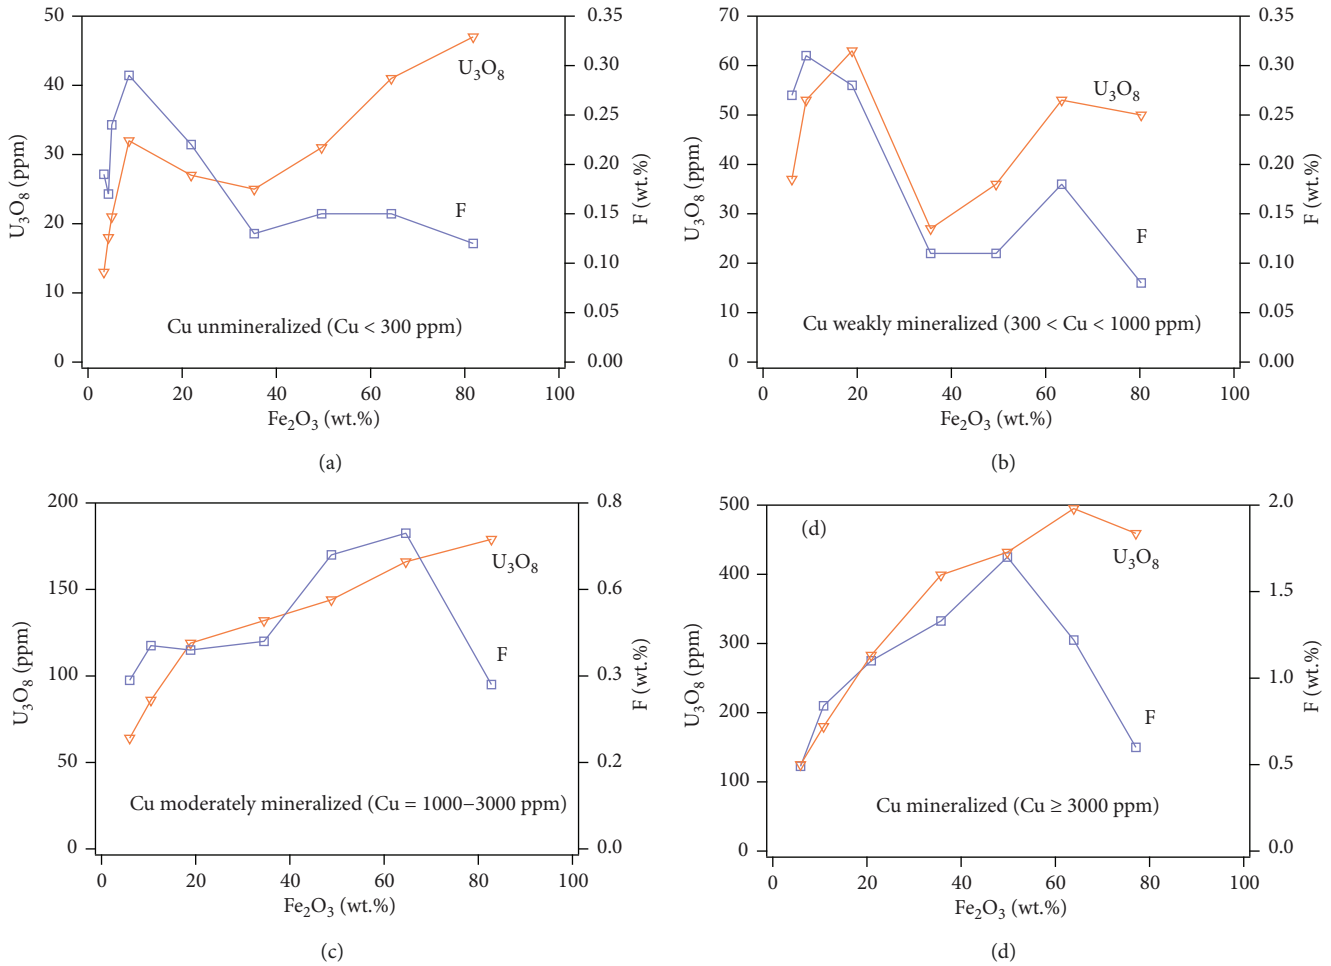 50
40
30
20
10
0
U₃O₈ (ppm)
0.35
0.30
0.25
0.20
0.15
0.10
0.05
0.00
F (wt.%)
U₃O₈
F
Cu unmineralized (Cu < 300 ppm)
0 20 40 60 80 100
Fe₂O₃ (wt.%)
(a)
70
60
50
40
30
20
10
0
U₃O₈ (ppm)
0.35
0.30
0.25
0.20
0.15
0.10
0.05
0.00
F (wt.%)
U₃O₈
F
Cu weakly mineralized (300 < Cu < 1000 ppm)
0 20 40 60 80 100
Fe₂O₃ (wt.%)
(b)
200
150
100
50
0
U₃O₈ (ppm)
0.8
0.6
0.3
0.2
0.0
F (wt.%)
U₃O₈
F
Cu moderately mineralized (Cu = 1000−3000 ppm)
0 20 40 60 80 100
Fe₂O₃ (wt.%)
(c)
500
400
300
200
100
0
U₃O₈ (ppm)
2.0
1.5
1.0
0.5
0.0
F (wt.%)
(d)
U₃O₈
F
Cu mineralized (Cu ≥ 3000 ppm)
0 20 40 60 80 100
Fe₂O₃ (wt.%)
(d)